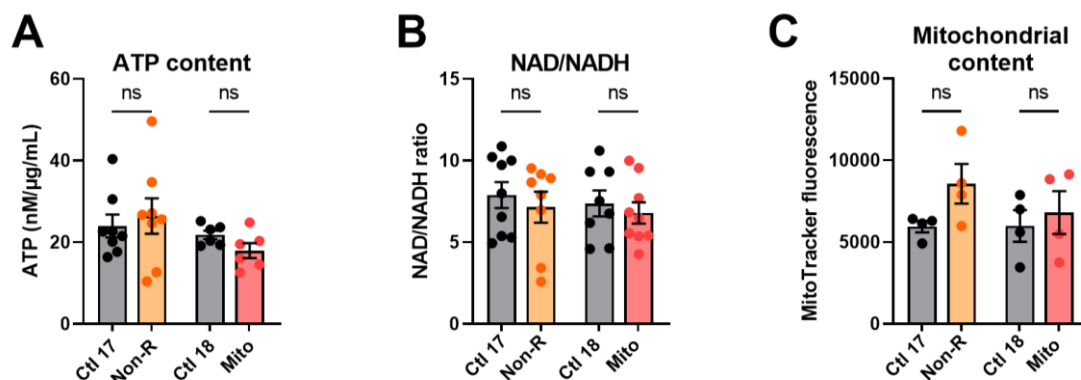 A
ATP content
ATP (nM/µg/mL)
60
40
20
0
ns
ns
Ctl 17
Non-R
Ctl 18
Mito
B
NAD/NADH
NAD/NADH ratio
15
10
5
0
ns
ns
Ctl 17
Non-R
Ctl 18
Mito
C
Mitochondrial
content
MitoTracker fluorescence
15000
10000
5000
0
ns
ns
Ctl 17
Non-R
Ctl 18
Mito